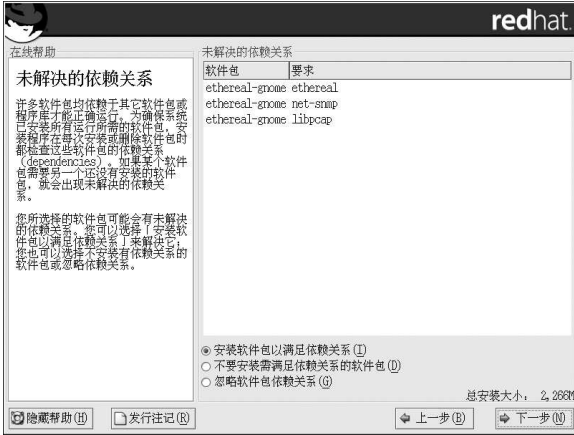 redhat.
在线帮助
未解决的依赖关系
许多软件包均依赖于其它软件包或
程序库才能正确运行。为确保系统
已安装所有运行所需的软件包，安
装程序在每次安装或删除软件包时
都检查这些软件包的依赖关系
（dependencies）。如果某个软件
包需要另一个还没有安装的软件
包，就会出现未解决的依赖关
系。
您所选择的软件包可能会有未解决
的依赖关系。您可以选择「安装软
件包以满足依赖关系」来解决它；
您也可以选择不安装有依赖关系的
软件包或忽略依赖关系。
未解决的依赖关系
软件包 要求
ethereal-gnome ethereal
ethereal-gnome net-snmp
ethereal-gnome libpcap
安装软件包以满足依赖关系(I)
不要安装需满足依赖关系的软件包(D)
忽略软件包依赖关系(G)
总安装大小： 2,266M
隐藏帮助(H) 发行注记(R) 上一步(B) 下一步(N)